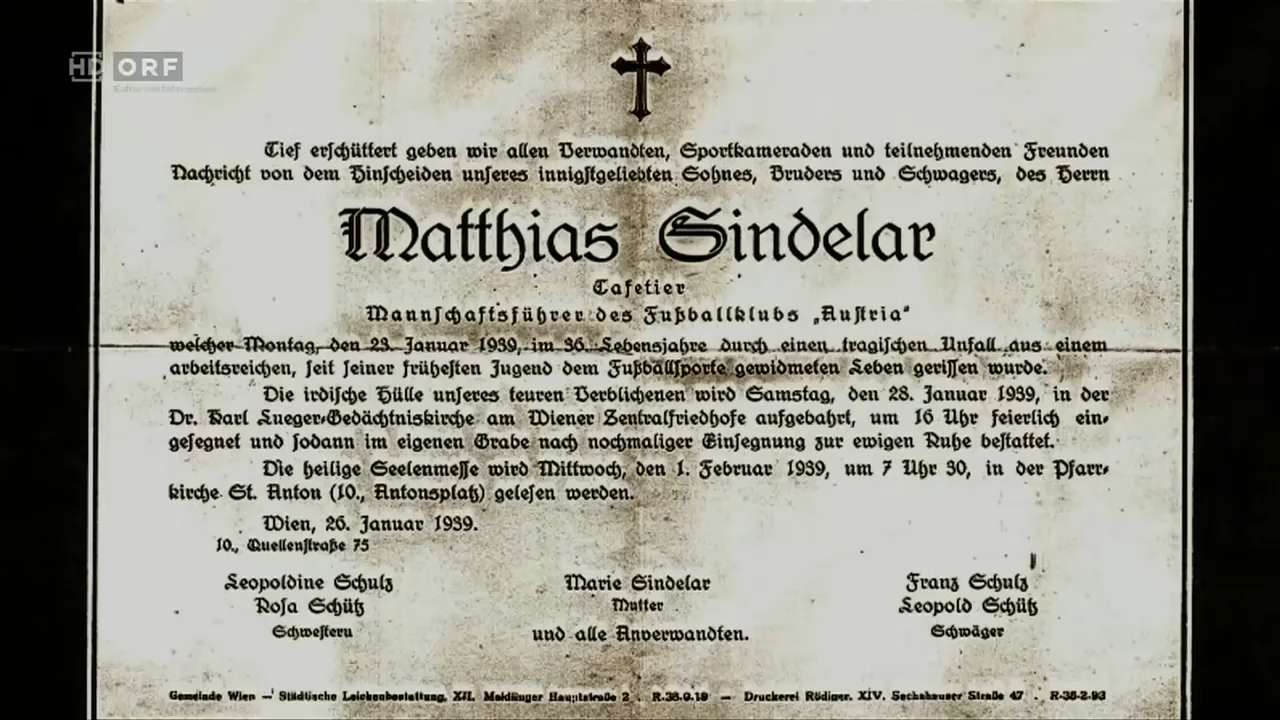 HD ORF
Tief erschüttert geben wir allen Verwandten, Sportkameraden und teilnehmenden Freunden
Nachricht von dem Hinscheiden unseres innigstgeliebten Sohnes, Bruders und Schwagers, des Herrn
Matthias Sindelar
Cafetier
Mannschaftsführer des Fußballklubs „Austria“
welcher Montag, den 23. Januar 1939, im 36. Lebensjahre durch einen tragischen Unfall aus einem
arbeitsreichen, seit seiner frühesten Jugend dem Fußballsporte gewidmeten Leben gerissen wurde.
Die irdische Hülle unseres teuren Verblichenen wird Samstag, den 28. Januar 1939, in der
Dr. Karl Lueger-Gedächtniskirche am Wiener Zentralfriedhofe aufgebahrt, um 16 Uhr feierlich ein-
gesegnet und sodann im eigenen Grabe nach nochmaliger Einsegnung zur ewigen Ruhe bestattet.
Die heilige Seelenmesse wird Mittwoch, den 1. Februar 1939, um 7 Uhr 30, in der Pfarr-
kirche St. Anton (10., Antonsplatz) gelesen werden.
Wien, 26. Januar 1939.
10., Quellenstraße 75
Leopoldine Schulz Marie Sindelar Franz Schulz
Rosa Schütz Mutter Leopold Schütz
Schwestern und alle Anverwandten. Schwäger
Gemeinde Wien — Städtische Leichenbestattung, XII. Meidlinger Hauptstraße 2 . — Druckerei Rödiger, XIV. Sechshauser Straße 47 .